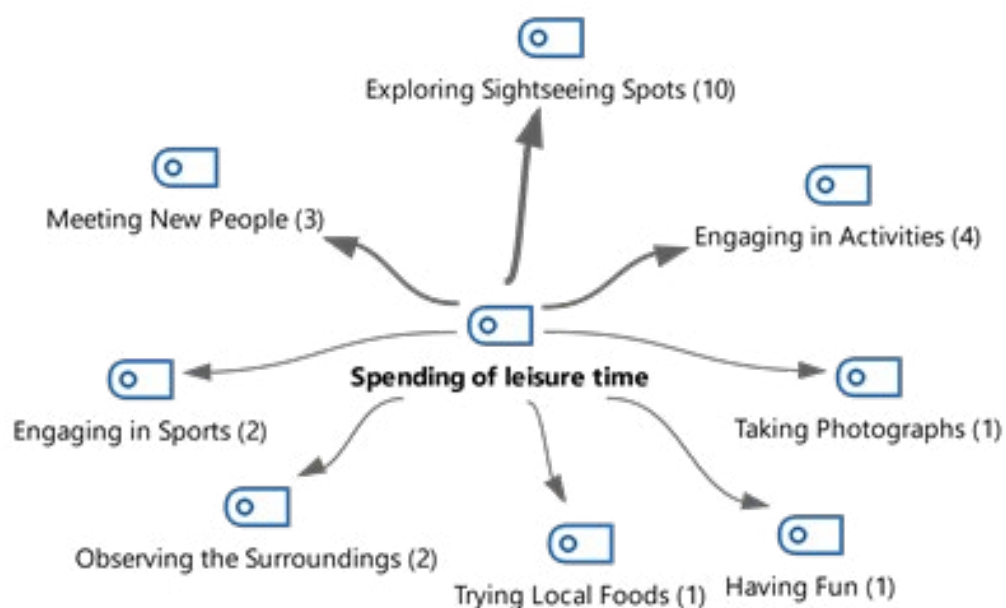 Exploring Sightseeing Spots (10)
Meeting New People (3)
Engaging in Activities (4)
Spending of leisure time
Engaging in Sports (2)
Taking Photographs (1)
Observing the Surroundings (2)
Trying Local Foods (1)
Having Fun (1)